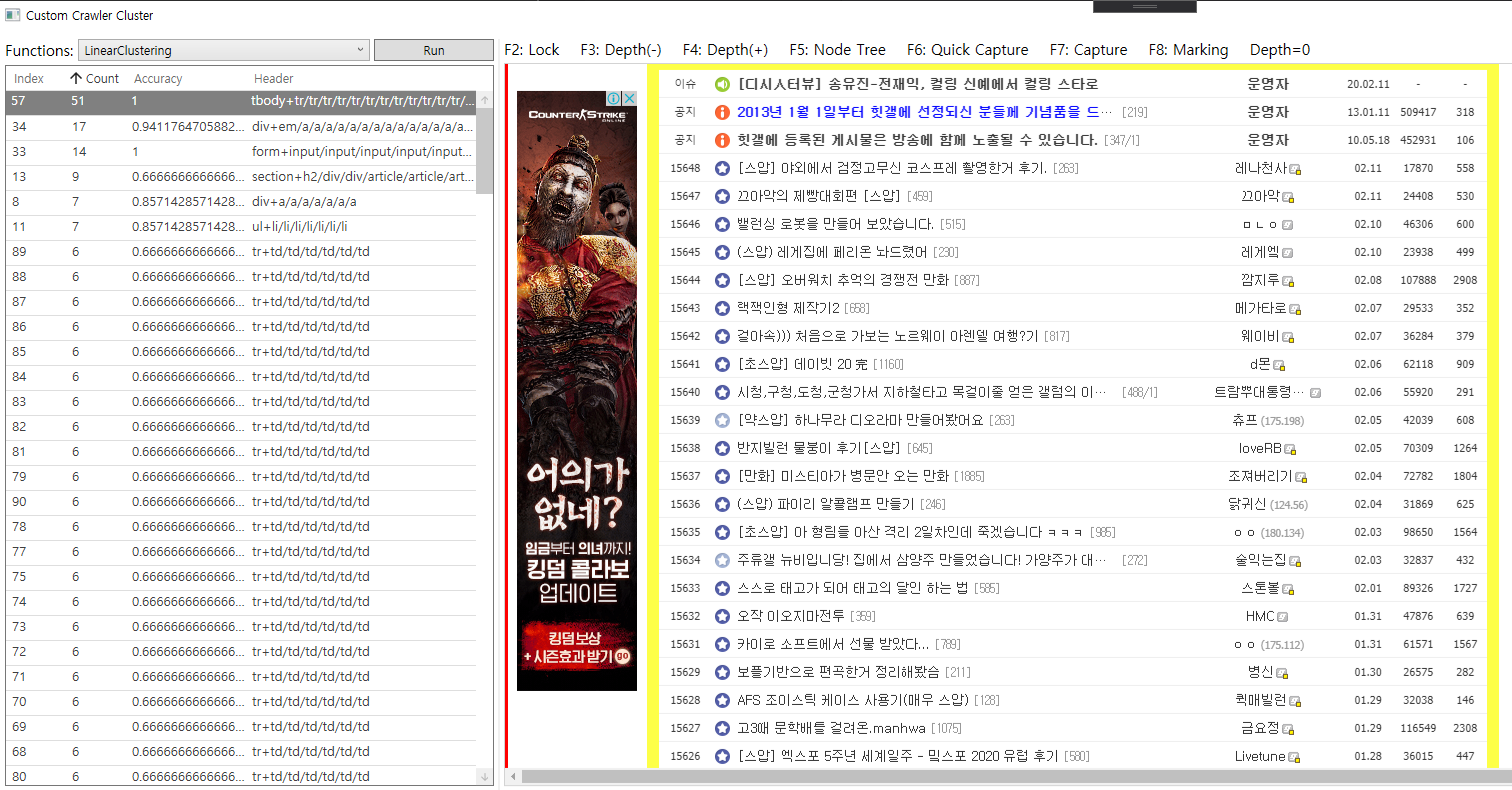 Custom Crawler Cluster
Functions: LinearClustering Run
F2: Lock F3: Depth(-) F4: Depth(+) F5: Node Tree F6: Quick Capture F7: Capture F8: Marking Depth=0
Index Count Accuracy Header
57 51 1 tbody+tr/tr/tr/tr/tr/tr/tr/tr/tr/tr/tr/tr/...
34 17 0.9411764705882... div+em/a/a/a/a/a/a/a/a/a/a/a/a/a/a...
33 14 1 form+input/input/input/input/input...
13 9 0.6666666666666... section+h2/div/div/article/article/art...
8 7 0.8571428571428... div+a/a/a/a/a/a/a
11 7 0.8571428571428... ul+li/li/li/li/li/li/li
89 6 0.6666666666666... tr+td/td/td/td/td/td
88 6 0.6666666666666... tr+td/td/td/td/td/td
87 6 0.6666666666666... tr+td/td/td/td/td/td
86 6 0.6666666666666... tr+td/td/td/td/td/td
85 6 0.6666666666666... tr+td/td/td/td/td/td
84 6 0.6666666666666... tr+td/td/td/td/td/td
83 6 0.6666666666666... tr+td/td/td/td/td/td
82 6 0.6666666666666... tr+td/td/td/td/td/td
81 6 0.6666666666666... tr+td/td/td/td/td/td
79 6 0.6666666666666... tr+td/td/td/td/td/td
90 6 0.6666666666666... tr+td/td/td/td/td/td
78 6 0.6666666666666... tr+td/td/td/td/td/td
77 6 0.6666666666666... tr+td/td/td/td/td/td
75 6 0.6666666666666... tr+td/td/td/td/td/td
74 6 0.6666666666666... tr+td/td/td/td/td/td
73 6 0.6666666666666... tr+td/td/td/td/td/td
72 6 0.6666666666666... tr+td/td/td/td/td/td
71 6 0.6666666666666... tr+td/td/td/td/td/td
70 6 0.6666666666666... tr+td/td/td/td/td/td
69 6 0.6666666666666... tr+td/td/td/td/td/td
68 6 0.6666666666666... tr+td/td/td/td/td/td
80 6 0.6666666666666... tr+td/td/td/td/td/td
COUNTER STRIKE
ONLINE
어의가
없네?
임금부터 의녀까지!
킹덤 콜라보
업데이트
킹덤 보상
+ 시즌효과 받기 go
이슈 [디시人터뷰] 송유진-전재익, 컬링 신예에서 컬링 스타로 운영자 20.02.11 - -
공지 2013년 1월 1일부터 힛갤에 선정되신 분들께 기념품을 드… [219] 운영자 13.01.11 509417 318
공지 힛갤에 등록된 게시물은 방송에 함께 노출될 수 있습니다. [347/1] 운영자 10.05.18 452931 106
15648 [스압] 야외에서 검정고무신 코스프레 촬영한거 후기. [263] 레나천사 02.11 17870 558
15647 끄아악의 제빵대회편 [스압] [459] 끄아악 02.11 24408 530
15646 밸런싱 로봇을 만들어 보았습니다. [515] ㅁㄴㅇ 02.10 46306 600
15645 (스압) 레게집에 페리온 놔드렸어 [230] 레게엨 02.10 23938 499
15644 [스압] 오버워치 추억의 경쟁전 만화 [887] 깜지루 02.08 107888 2908
15643 랙잭인형 제작기2 [658] 메가타로 02.07 29533 352
15642 걸아속))) 처음으로 가보는 노르웨이 아렌델 여행?기 [817] 웨이비 02.07 36284 379
15641 [초스압] 데이빗 20 完 [1160] d몬 02.06 62118 909
15640 시청,구청,도청,군청가서 지하철타고 목걸이줄 얻은 갤럼의 이… [488/1] 트람뿌대통령… 02.06 55920 291
15639 [약스압] 하나무라 디오라마 만들어봤어요 [263] 츄프 (175.198) 02.05 42039 608
15638 반지빌런 물붕이 후기[스압] [645] loveRB 02.05 70309 1264
15637 [만화] 미스티아가 병문안 오는 만화 [1885] 조져버리기 02.04 72782 1804
15636 (스압) 파이리 알콜램프 만들기 [246] 닭귀신 (124.56) 02.04 31869 625
15635 [초스압] 아 형림들 아산 격리 2일차인데 죽겠습니다 ㅋㅋㅋ [985] ㅇㅇ (180.134) 02.03 98650 1564
15634 주류갤 뉴비입니당! 집에서 삼양주 만들었습니다! 가양주가 대… [272] 술익는집 02.03 32837 432
15633 스스로 태고가 되어 태고의 달인 하는 법 [585] 스톤볼 02.01 89326 1727
15632 오작 이오지마전투 [359] HMC 01.31 47876 639
15631 카이로 소프트에서 선물 받았다... [789] ㅇㅇ (175.112) 01.31 61571 1567
15629 보플기반으로 편곡한거 정리해봤슴 [211] 병신 01.30 26575 282
15628 AFS 조이스틱 케이스 사용기(매우 스압) [128] 퀵매빌런 01.29 32038 146
15627 고3때 문학배틀 걸려온.manhwa [1075] 금요정 01.29 116549 2308
15626 [스압] 엑스포 5주년 세계일주 - 밀스포 2020 유럽 후기 [580] Livetune 01.28 36015 447